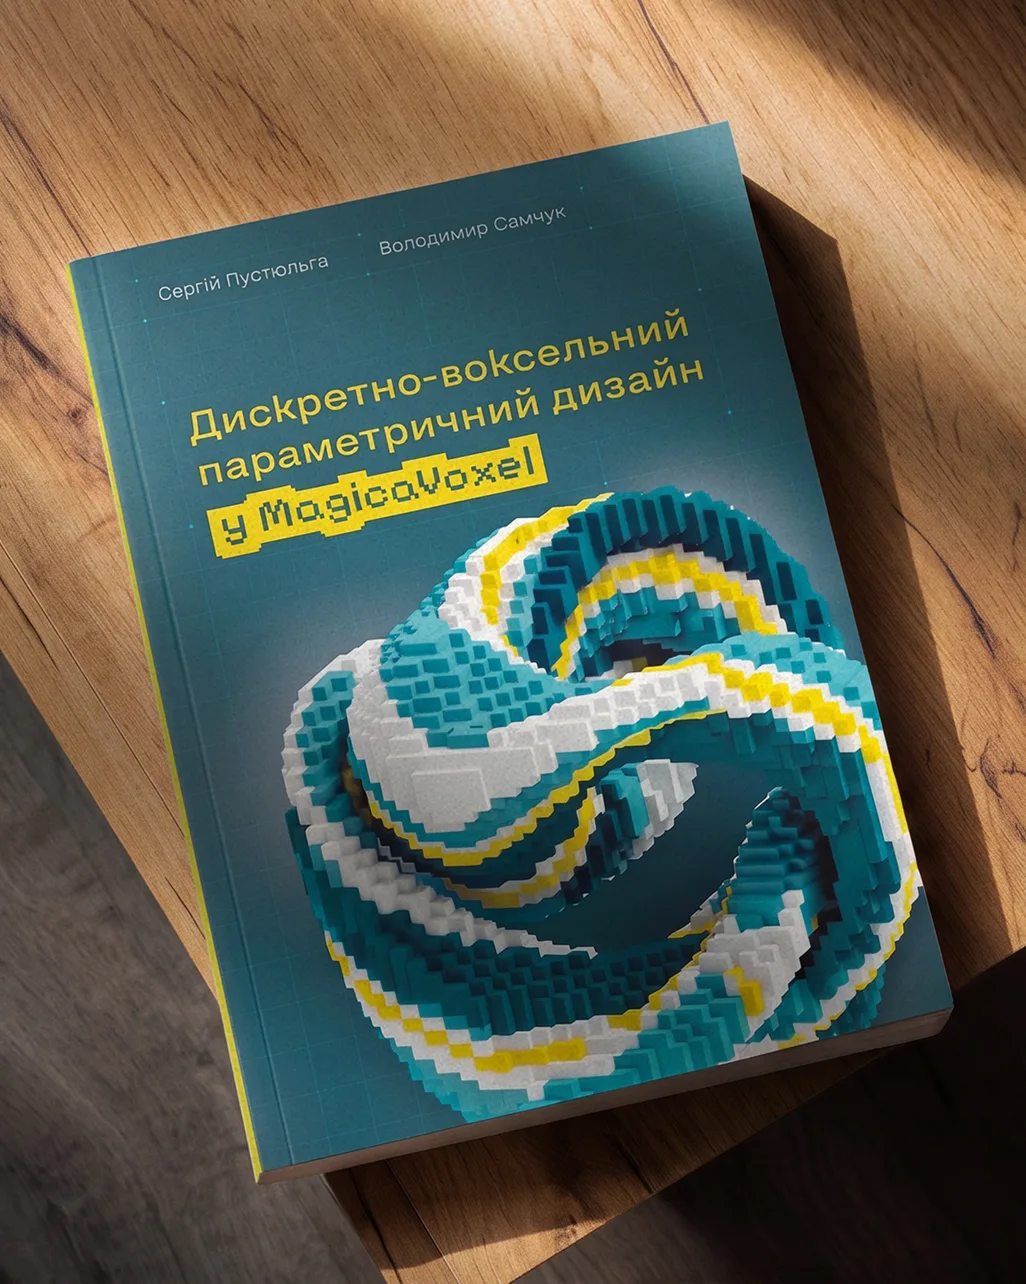 Сергій Пустюльга
Володимир Самчук
Дискретно-воксельний
параметричний дизайн
у MagicaVoxel